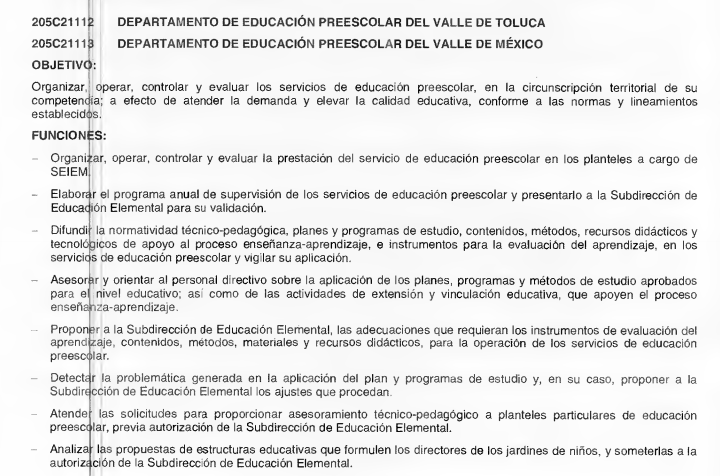 205C21112 DEPARTAMENTO DE EDUCACIÓN PREESCOLAR DEL VALLE DE TOLUCA
205C21113 DEPARTAMENTO DE EDUCACIÓN PREESCOLAR DEL VALLE DE MÉXICO
OBJETIVO:
Organizar, operar, controlar y evaluar los servicios de educación preescolar, en la circunscripción territorial de su
competencia; a efecto de atender la demanda y elevar la calidad educativa, conforme a las normas y lineamientos
establecidos.
FUNCIONES:
– Organizar, operar, controlar y evaluar la prestación del servicio de educación preescolar en los planteles a cargo de
SEIEM.
– Elaborar el programa anual de supervisión de los servicios de educación preescolar y presentarlo a la Subdirección de
Educación Elemental para su validación.
– Difundir la normatividad técnico-pedagógica, planes y programas de estudio, contenidos, métodos, recursos didácticos y
tecnológicos de apoyo al proceso enseñanza-aprendizaje, e instrumentos para la evaluación del aprendizaje, en los
servicios de educación preescolar y vigilar su aplicación.
– Asesorar y orientar al personal directivo sobre la aplicación de los planes, programas y métodos de estudio aprobados
para el nivel educativo; así como de las actividades de extensión y vinculación educativa, que apoyen el proceso
enseñanza-aprendizaje.
– Proponer a la Subdirección de Educación Elemental, las adecuaciones que requieran los instrumentos de evaluación del
aprendizaje, contenidos, métodos, materiales y recursos didácticos, para la operación de los servicios de educación
preescolar.
– Detectar la problemática generada en la aplicación del plan y programas de estudio y, en su caso, proponer a la
Subdirección de Educación Elemental los ajustes que procedan.
– Atender las solicitudes para proporcionar asesoramiento técnico-pedagógico a planteles particulares de educación
preescolar, previa autorización de la Subdirección de Educación Elemental.
– Analizar las propuestas de estructuras educativas que formulen los directores de los jardines de niños, y someterlas a la
autorización de la Subdirección de Educación Elemental.